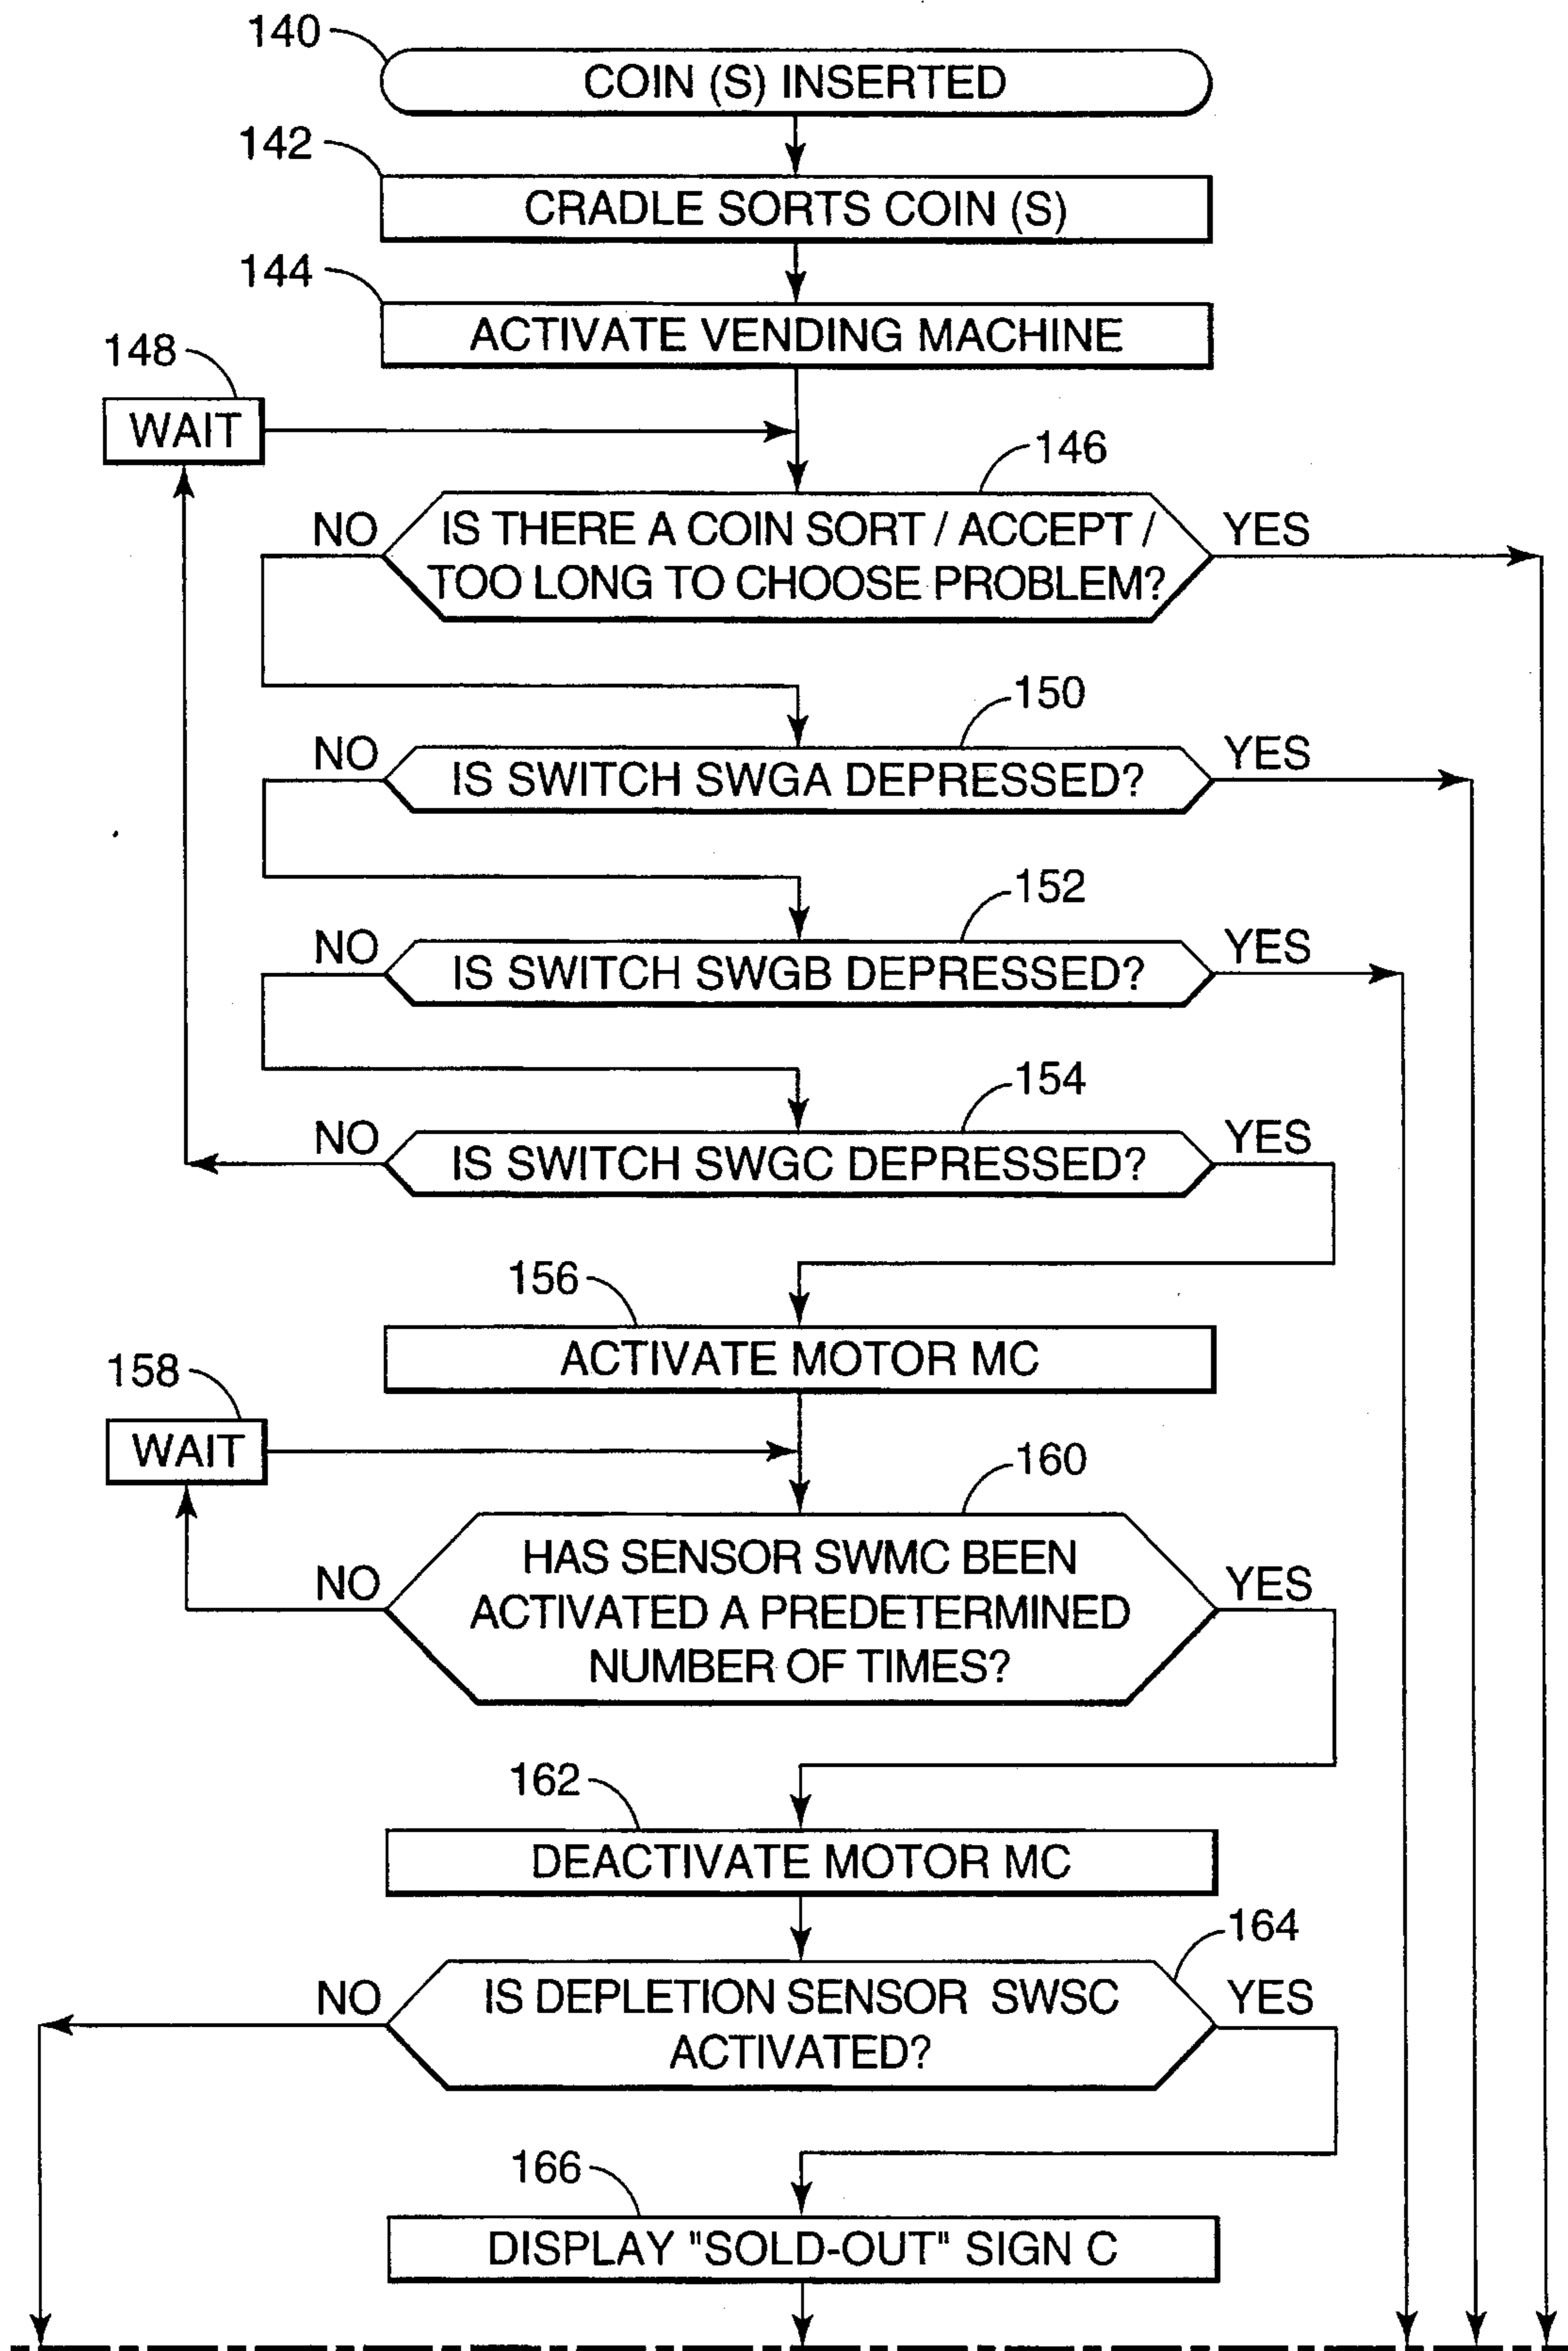 140
COIN (S) INSERTED
142
CRADLE SORTS COIN (S)
144
ACTIVATE VENDING MACHINE
148
WAIT
146
NO
IS THERE A COIN SORT / ACCEPT /
TOO LONG TO CHOOSE PROBLEM?
YES
150
NO
IS SWITCH SWGA DEPRESSED?
YES
152
NO
IS SWITCH SWGB DEPRESSED?
YES
154
NO
IS SWITCH SWGC DEPRESSED?
YES
156
ACTIVATE MOTOR MC
158
WAIT
160
NO
HAS SENSOR SWMC BEEN
ACTIVATED A PREDETERMINED
NUMBER OF TIMES?
YES
162
DEACTIVATE MOTOR MC
164
NO
IS DEPLETION SENSOR SWSC
ACTIVATED?
YES
166
DISPLAY "SOLD-OUT" SIGN C